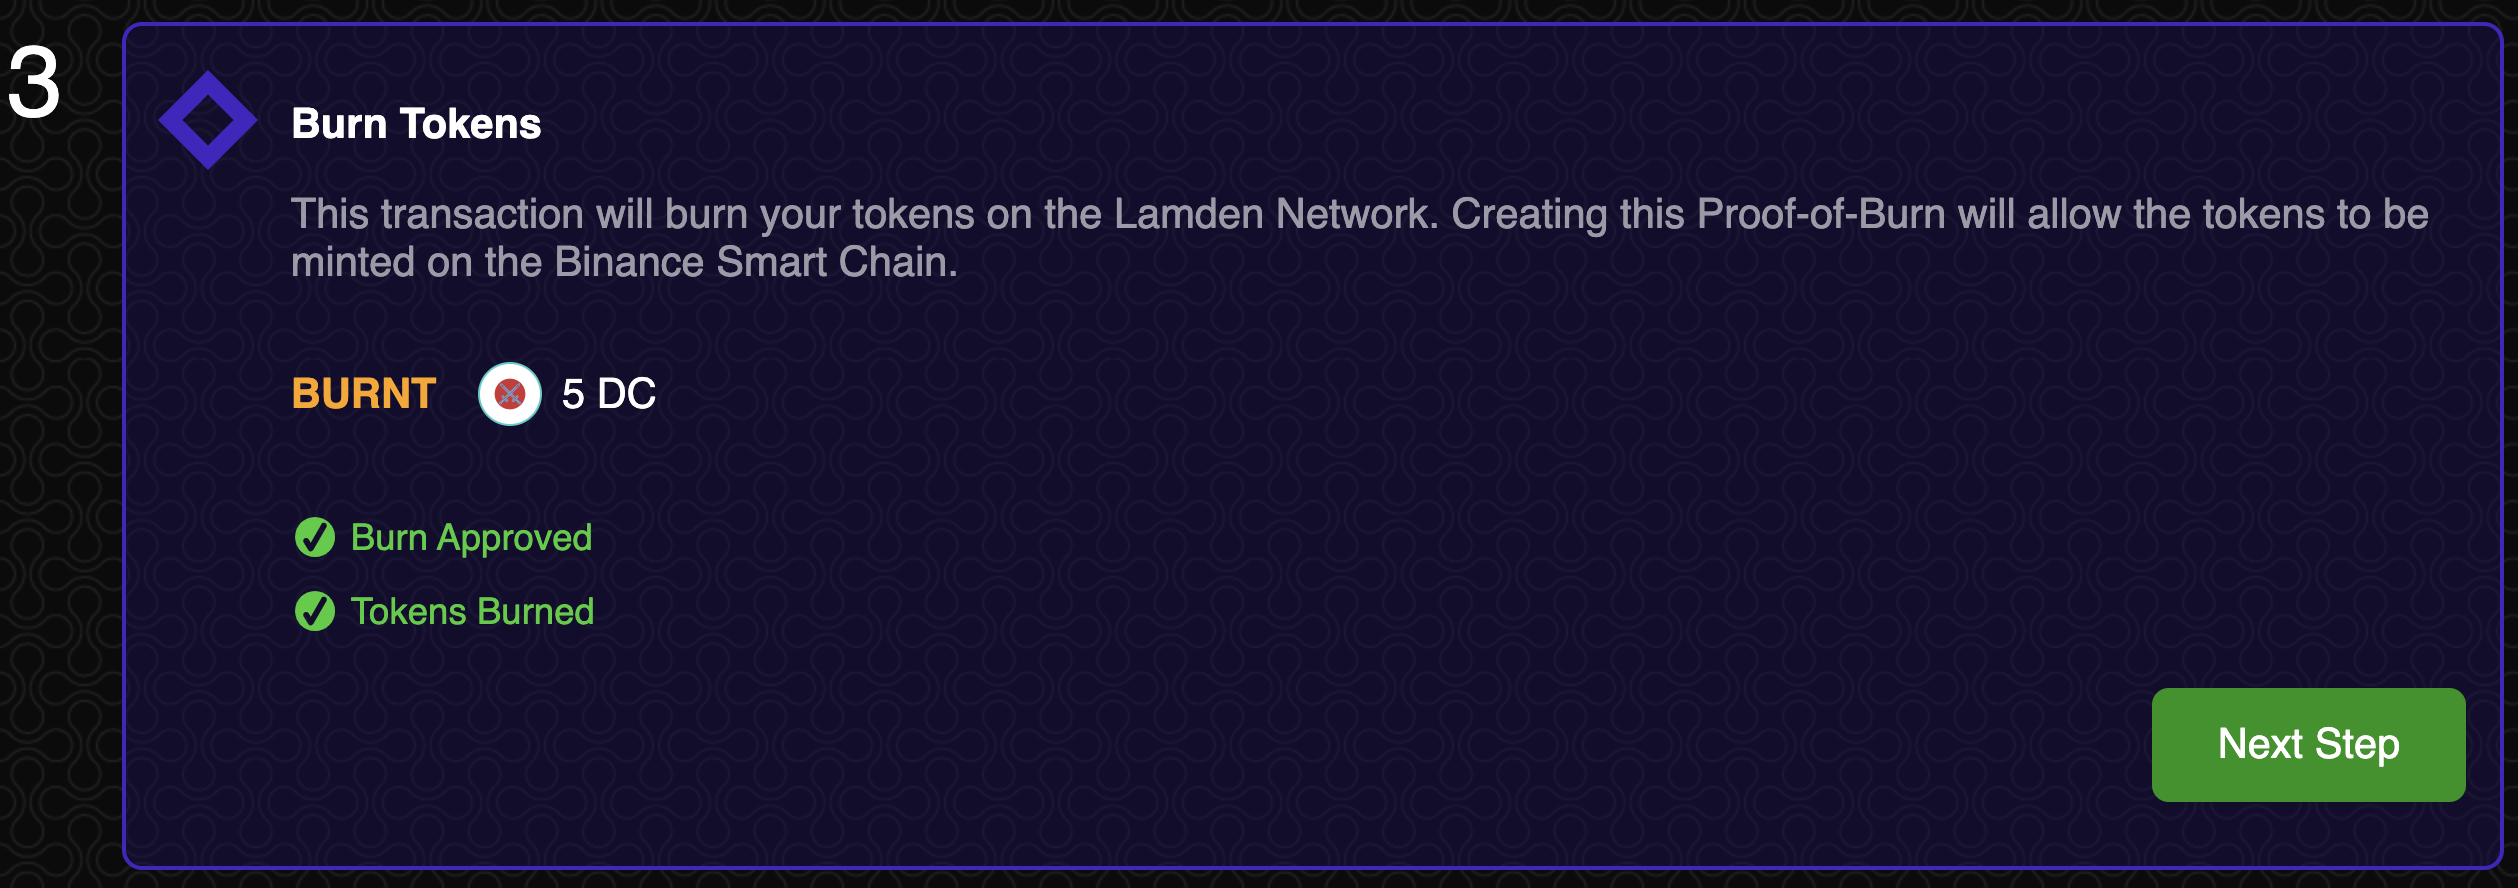 3
Burn Tokens
This transaction will burn your tokens on the Lamden Network. Creating this Proof-of-Burn will allow the tokens to be
minted on the Binance Smart Chain.
BURNT 5 DC
Burn Approved
Tokens Burned
Next Step